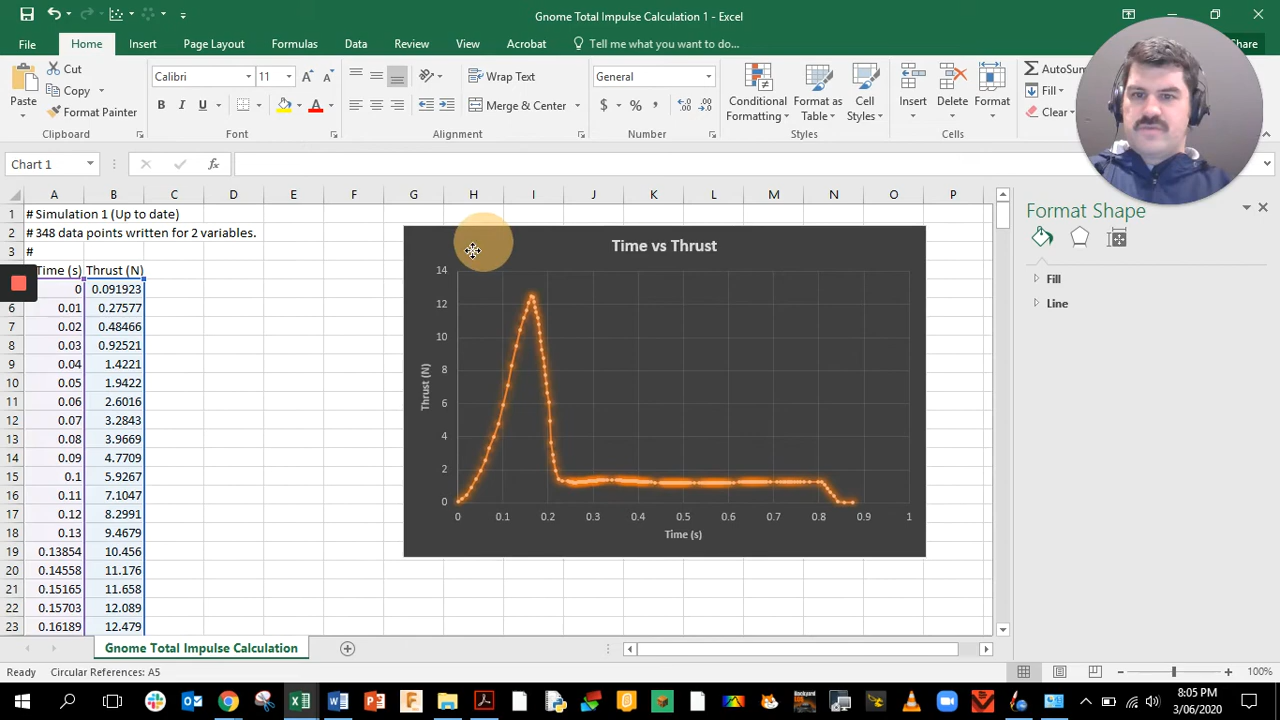 Gnome Total Impulse Calculation 1 - Excel
File Home Insert Page Layout Formulas Data Review View Acrobat Tell me what you want to do... Share
Paste
Cut
Copy
Format Painter
Clipboard
Calibri 11
B I U
Font
Wrap Text
Merge & Center
Alignment
General
$ % ,
Number
Conditional Formatting
Format as Table
Cell Styles
Styles
Insert Delete Format
Cells
AutoSum
Fill
Clear
Chart 1 fx
A B C D E F G H I J K L M N O P
1 # Simulation 1 (Up to date)
2 # 348 data points written for 2 variables.
3 #
Time (s) Thrust (N)
0 0.091923
6 0.01 0.27577
7 0.02 0.48466
8 0.03 0.92521
9 0.04 1.4221
10 0.05 1.9422
11 0.06 2.6016
12 0.07 3.2843
13 0.08 3.9669
14 0.09 4.7709
15 0.1 5.9267
16 0.11 7.1047
17 0.12 8.2991
18 0.13 9.4679
19 0.13854 10.456
20 0.14558 11.176
21 0.15165 11.658
22 0.15703 12.089
23 0.16189 12.479
Time vs Thrust
14
12
10
8
6
4
2
0
Thrust (N)
0 0.1 0.2 0.3 0.4 0.5 0.6 0.7 0.8 0.9 1
Time (s)
Format Shape
Fill
Line
Gnome Total Impulse Calculation
Ready Circular References: A5 100%
8:05 PM
3/06/2020